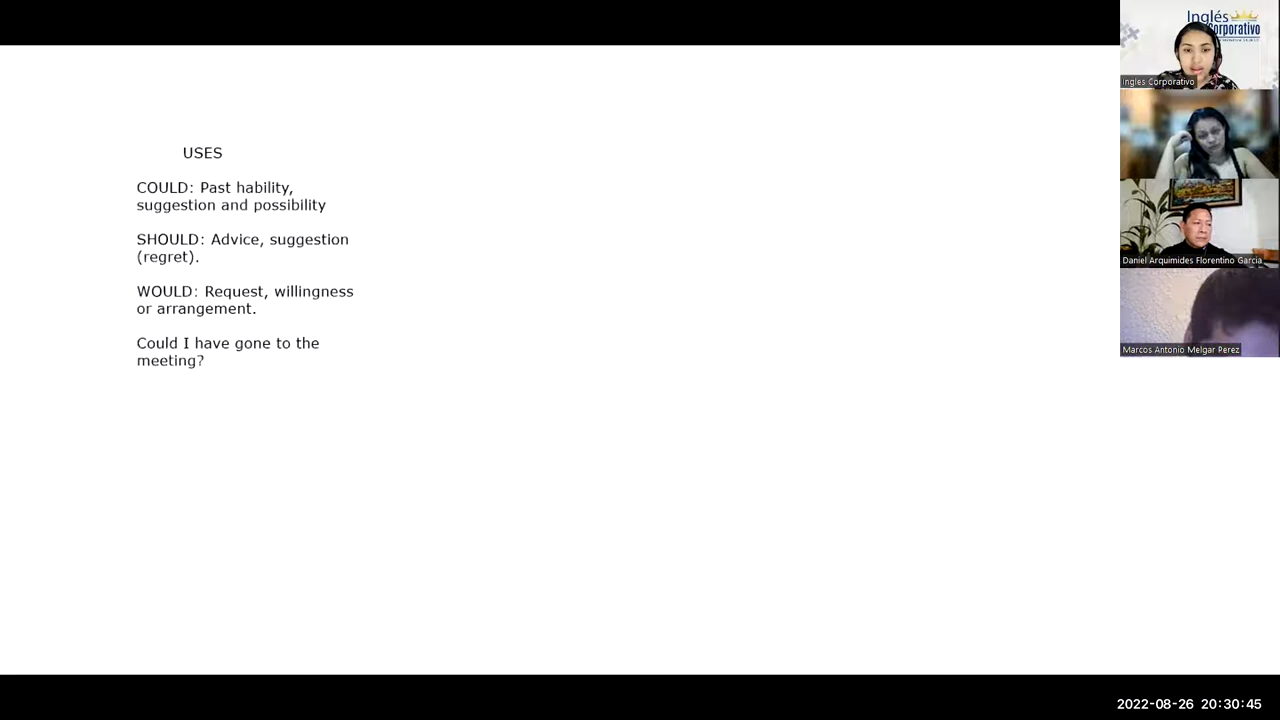 USES
COULD: Past hability,
suggestion and possibility
SHOULD: Advice, suggestion
(regret).
WOULD: Request, willingness
or arrangement.
Could I have gone to the
meeting?
Inglés
Corporativo
Ingles Corporativo
Daniel Arquimides Florentino Garcia
Marcos Antonio Melgar Perez
2022-08-26 20:30:45